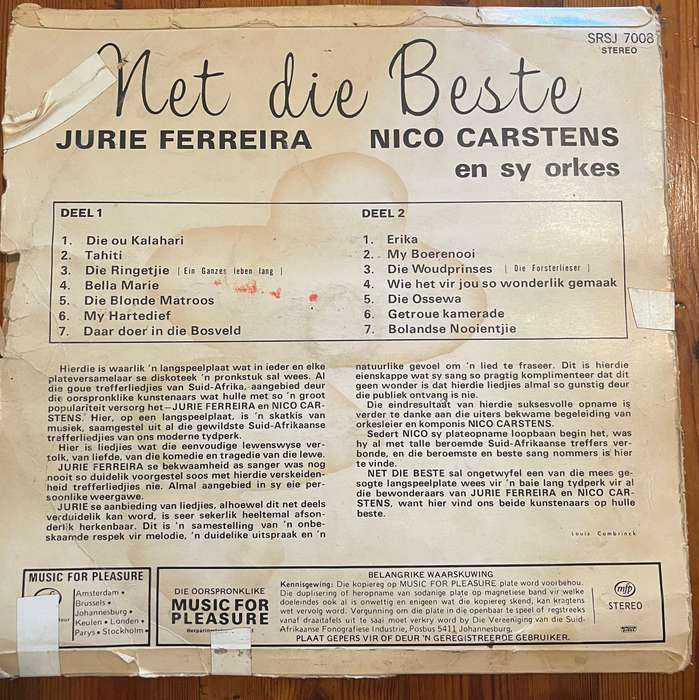 SRSJ 7008
STEREO
Net die Beste
JURIE FERREIRA NICO CARSTENS
en sy orkes
DEEL 1
1. Die ou Kalahari
2. Tahiti
3. Die Ringetjie [ Ein Ganzes leben lang ]
4. Bella Marie
5. Die Blonde Matroos
6. My Hartedief
7. Daar doer in die Bosveld
DEEL 2
1. Erika
2. My Boerenooi
3. Die Woudprinses [ Die Forsterlieser ]
4. Wie het vir jou so wonderlik gemaak
5. Die Ossewa
6. Getroue kamerade
7. Bolandse Nooientjie
Hierdie is waarlik 'n langspeelplaat wat in ieder en elke
plateversamelaar se diskoteek 'n pronkstuk sal wees. Al
die goue trefferliedjies van Suid-Afrika, aangebied deur
die oorspronklike kunstenaars wat hulle met so 'n groot
populariteit versorg het—JURIE FERREIRA en NICO CAR-
STENS. Hier, op een langspeelplaat, is 'n skatkis van
musiek, saamgestel uit al die gewildste Suid-Afrikaanse
trefferliedjies van ons moderne tydperk.
Hier is liedjies wat die eenvoudige lewenswyse ver-
tolk, van liefde, van die komedie en tragedie van die lewe.
JURIE FERREIRA se bekwaamheid as sanger was nog
nooit so duidelik voorgestel soos met hierdie verskeiden-
heid trefferliedjies nie. Almal aangebied in sy eie per-
soonlike weergawe.
JURIE se aanbieding van liedjies, alhoewel dit net deels
verduidelik kan word, is seer sekerlik heeltemal afson-
derlik herkenbaar. Dit is 'n samestelling van 'n onbe-
skaamde respek vir melodie, 'n duidelike uitspraak en 'n
natuurlike gevoel om 'n lied te fraseer. Dit is hierdie
eienskappe wat sy sang so pragtig komplimenteer dat dit
geen wonder is dat hierdie liedjies almal so gunstig deur
die publiek ontvang is nie.
Die eindresultaat van hierdie suksesvolle opname is
verder te danke aan die uiters bekwame begeleiding van
orkesleier en komponis NICO CARSTENS.
Sedert NICO sy plateopname loopbaan begin het, was
hy al met talle beroemde Suid-Afrikaanse treffers ver-
bonde, en die beroemste en beste sang nommers is hier
te vinde.
NET DIE BESTE sal ongetwyfel een van die mees ge-
sogte langspeelplate wees vir 'n baie lang tydperk vir al
die bewonderaars van JURIE FERREIRA en NICO CAR-
STENS, want hier vind ons beide kunstenaars op hulle
beste.
Louis Combrinck
MUSIC FOR PLEASURE
Amsterdam •
Brussels •
Johannesburg •
Keulen • Londen •
Parys • Stockholm •
DIE OORSPRONKLIKE
MUSIC FOR
PLEASURE
BELANGRIKE WAARSKUWING
Kennisgewing: Die kopiereg op MUSIC FOR PLEASURE plate word voorbehou.
Die duplisering of heropname van sodanige plate op magnetiese band vir welke
doeleindes ook al is onwettig en enigeen wat die kopiereg skend, kan kragtens
wet vervolg word. Vergunning om die plate in die openbaar te speel of regstreeks
vanaf draaitafels uit te saai moet verkry word by Die Vereniging van die Suid-
Afrikaanse Fonografiese Industrie, Posbus 5411 Johannesburg,
PLAAT GEPERS VIR OF DEUR 'N GEREGISTREERDE GEBRUIKER.
mfp
STEREO